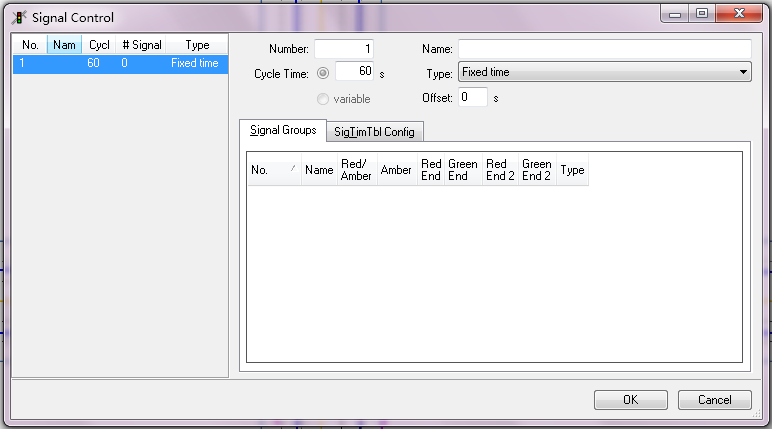 Signal Control
No. Nam Cycl # Signal Type
1 60 0 Fixed time
Number: 1 Name:
Cycle Time: 60 s Type: Fixed time
variable Offset: 0 s
Signal Groups SigTimTbl Config
No. Name Red/ Amber Amber Red End Green End Red End 2 Green End 2 Type
OK Cancel